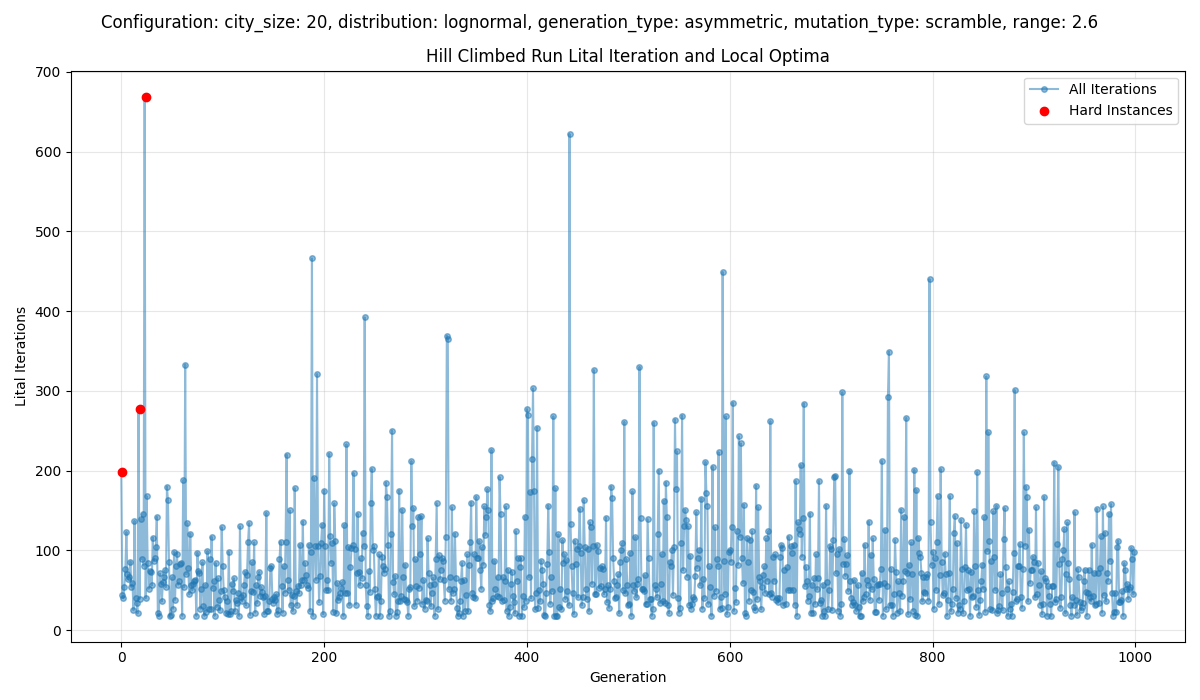 Configuration: city_size: 20, distribution: lognormal, generation_type: asymmetric, mutation_type: scramble, range: 2.6
Hill Climbed Run Lital Iteration and Local Optima
All Iterations
Hard Instances
Lital Iterations
700
600
500
400
300
200
100
0
0 200 400 600 800 1000
Generation